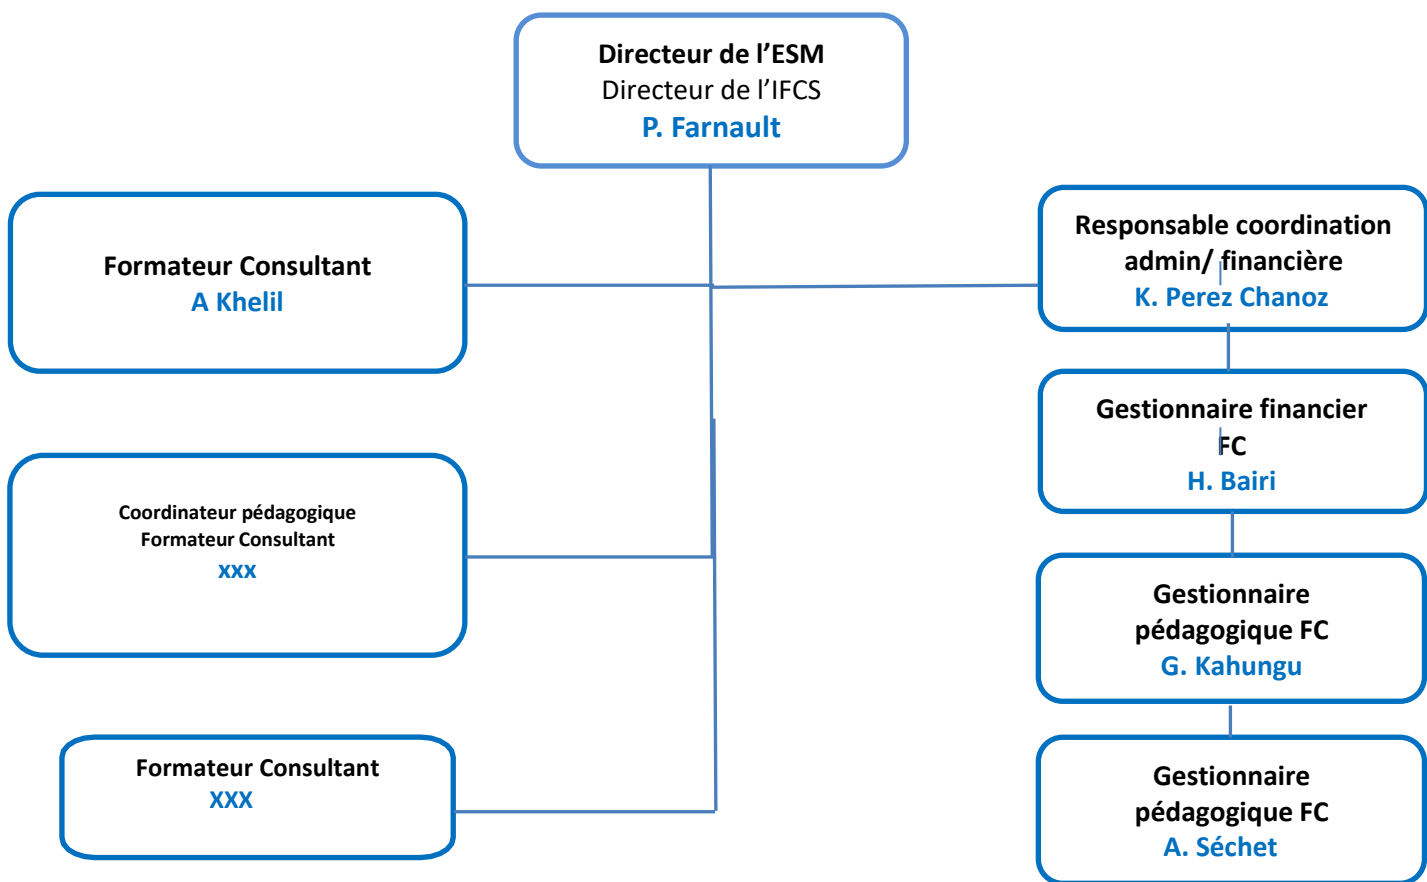 Directeur de l’ESM
Directeur de l’IFCS
P. Farnault
Formateur Consultant
A Khelil
Responsable coordination
admin/ financière
K. Perez Chanoz
Gestionnaire financier
FC
H. Bairi
Coordinateur pédagogique
Formateur Consultant
xxx
Gestionnaire
pédagogique FC
G. Kahungu
Formateur Consultant
XXX
Gestionnaire
pédagogique FC
A. Séchet